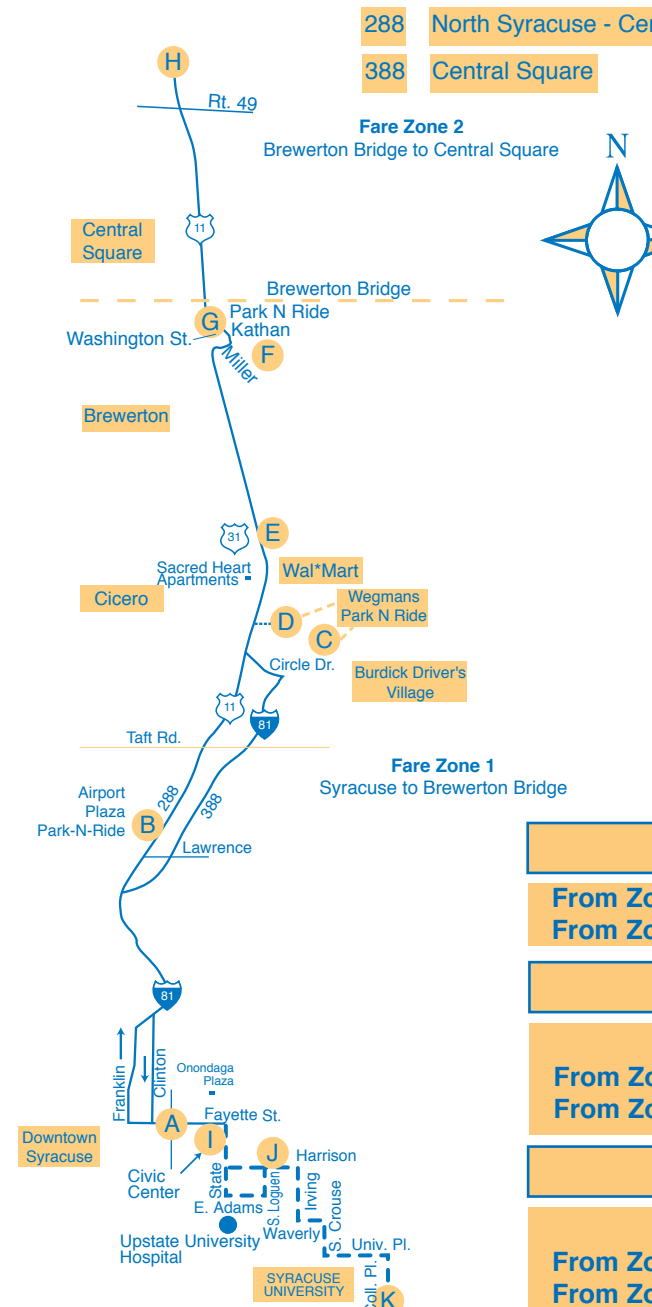 288 North Syracuse - Cen
388 Central Square
H
Rt. 49
Fare Zone 2
Brewerton Bridge to Central Square
N
11
Central
Square
Brewerton Bridge
G
Park N Ride
Kathan
Washington St.
F
Miller
Brewerton
31
E
Sacred Heart
Apartments
Wal*Mart
Cicero
Wegmans
Park N Ride
D
C
Circle Dr.
Burdick Driver's
Village
11
81
Taft Rd.
Fare Zone 1
Syracuse to Brewerton Bridge
Airport
Plaza
Park-N-Ride
B
288
388
Lawrence
From Zo
From Zo
81
Franklin
Clinton
Onondaga
Plaza
From Zo
From Zo
A
Fayette St.
I
Downtown
Syracuse
J
Harrison
Civic
Center
State
S. Loguen
Irving
S. Crouse
E. Adams
Waverly
Upstate University
Hospital
Univ. Pl.
SYRACUSE
UNIVERSITY
Coll. Pl.
K
From Zo
From Zo